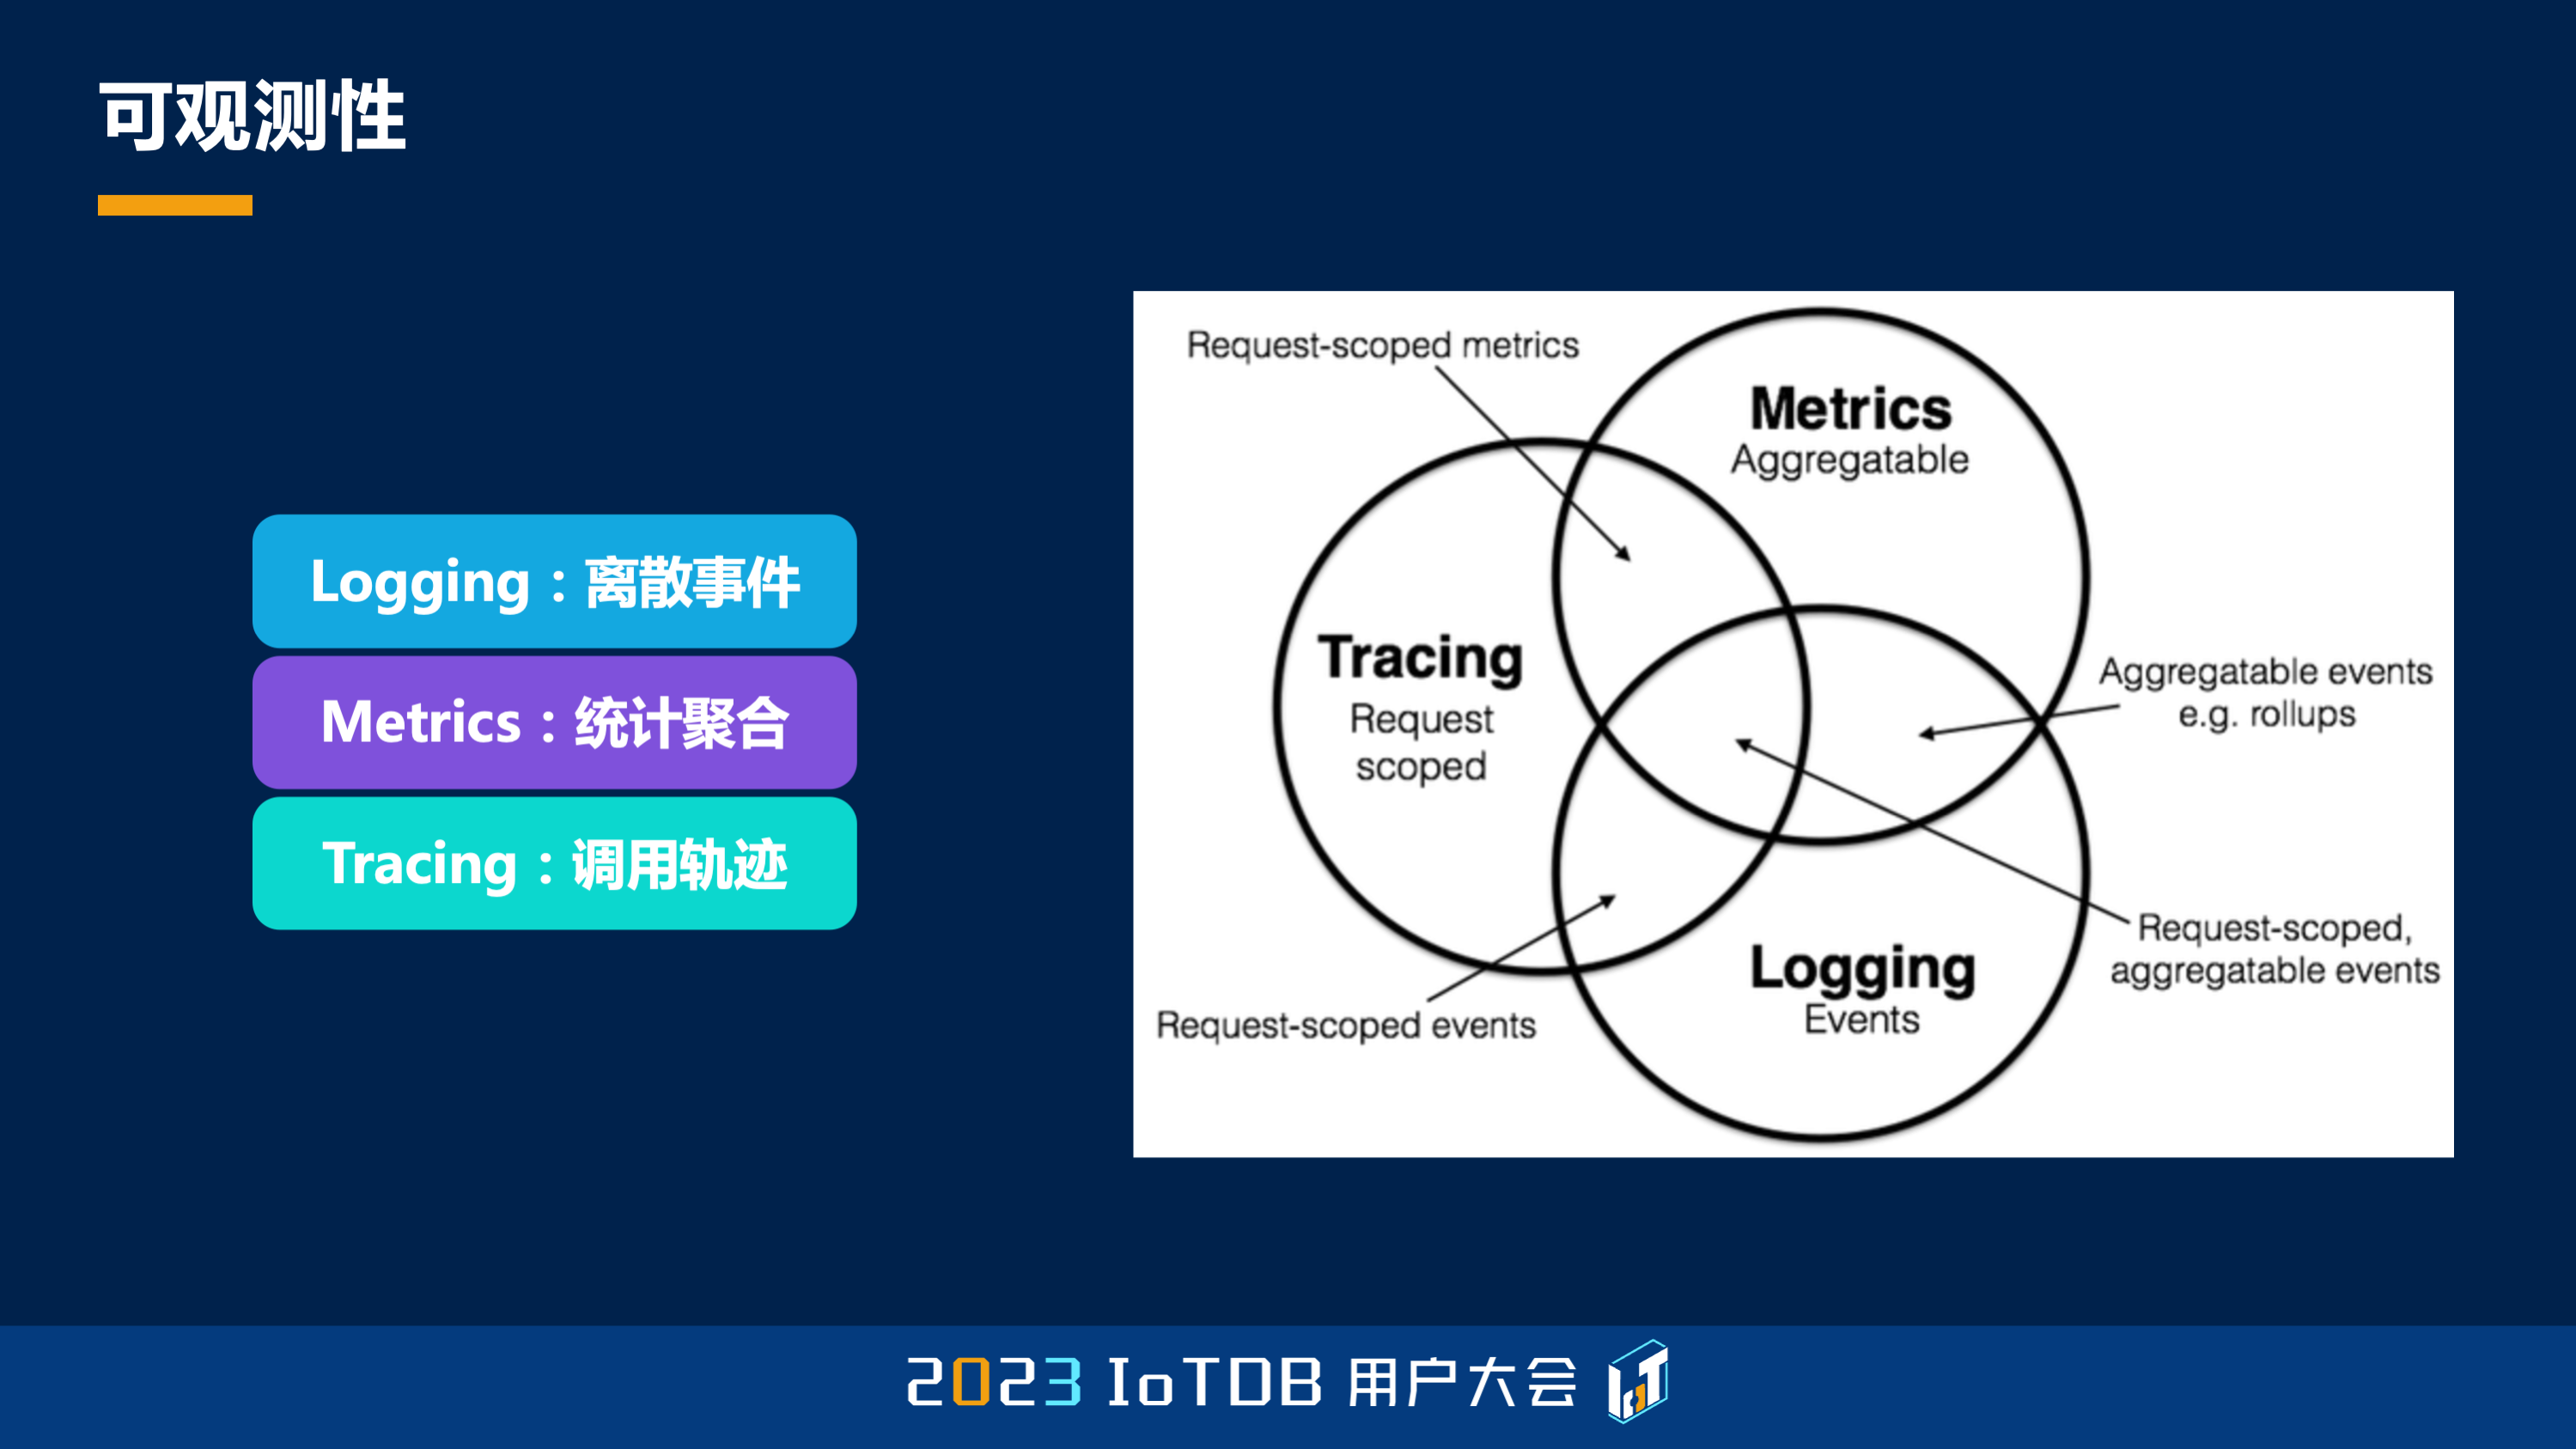 可观测性
Logging：离散事件
Metrics：统计聚合
Tracing：调用轨迹
Request-scoped metrics
Metrics
Aggregatable
Tracing
Request
scoped
Aggregatable events
e.g. rollups
Request-scoped,
aggregatable events
Logging
Events
Request-scoped events
2023 IoTDB 用户大会